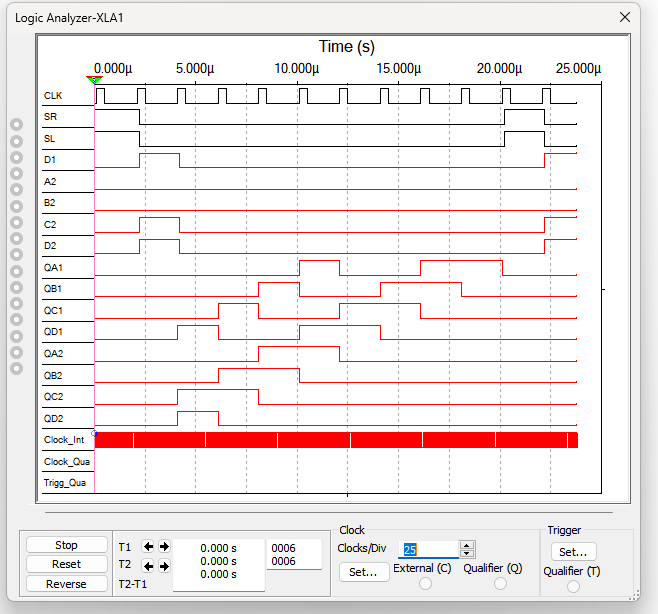 Logic Analyzer-XLA1
Time (s)
0.000µ 5.000µ 10.000µ 15.000µ 20.000µ 25.000µ
CLK
SR
SL
D1
A2
B2
C2
D2
QA1
QB1
QC1
QD1
QA2
QB2
QC2
QD2
Clock_Int
Clock_Qua
Trigg_Qua
Stop
Reset
Reverse
T1
T2
T2-T1
0.000 s
0.000 s
0.000 s
0006
0006
Clock
Clocks/Div 25
Set... External (C) Qualifier (Q)
Trigger
Set...
Qualifier (T)